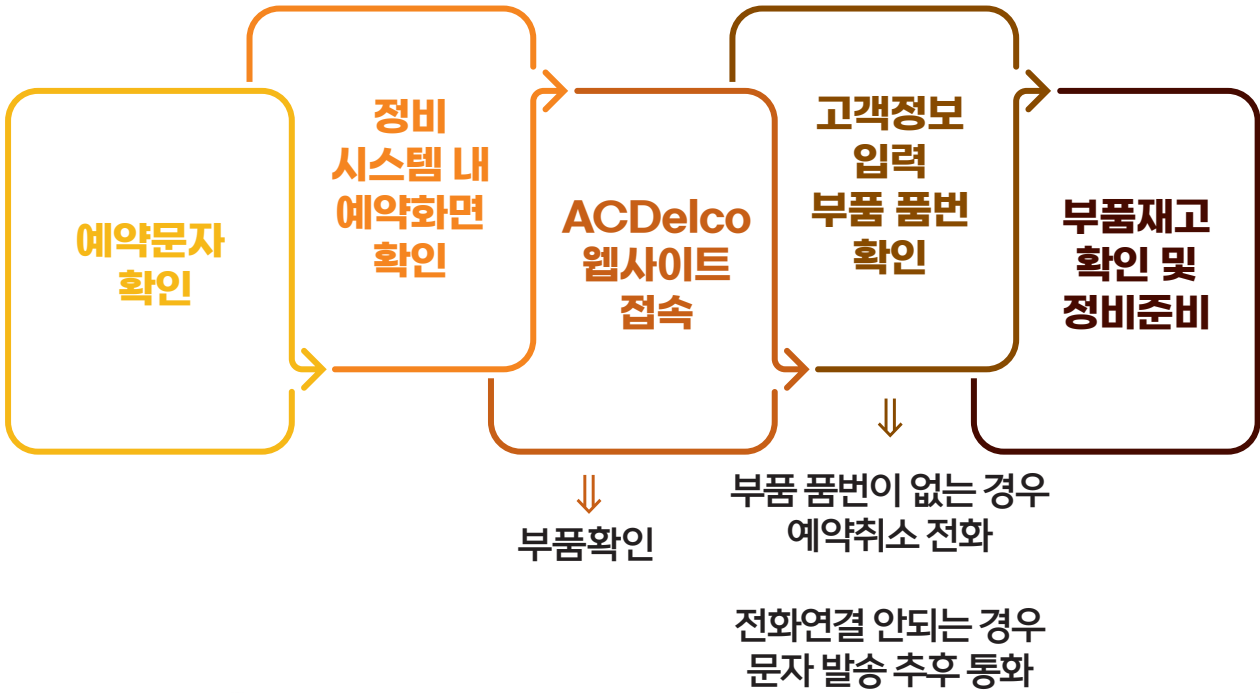 예약문자
확인
정비
시스템 내
예약화면
확인
ACDelco
웹사이트
접속
고객정보
입력
부품 품번
확인
부품재고
확인 및
정비준비
⇓
부품확인
⇓
부품 품번이 없는 경우
예약취소 전화
전화연결 안되는 경우
문자 발송 추후 통화